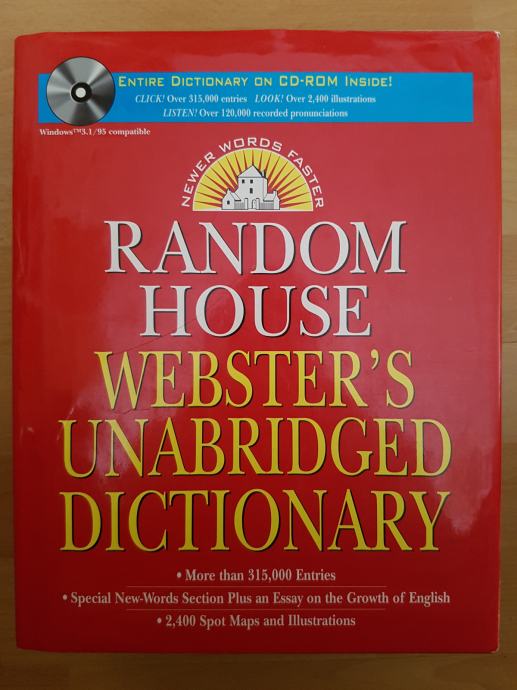 ENTIRE DICTIONARY ON CD-ROM INSIDE!
CLICK! Over 315,000 entries LOOK! Over 2,400 illustrations
LISTEN! Over 120,000 recorded pronunciations
Windows™3.1/95 compatible
NEWER WORDS FASTER
RANDOM
HOUSE
WEBSTER'S
UNABRIDGED
DICTIONARY
• More than 315,000 Entries
• Special New-Words Section Plus an Essay on the Growth of English
• 2,400 Spot Maps and Illustrations